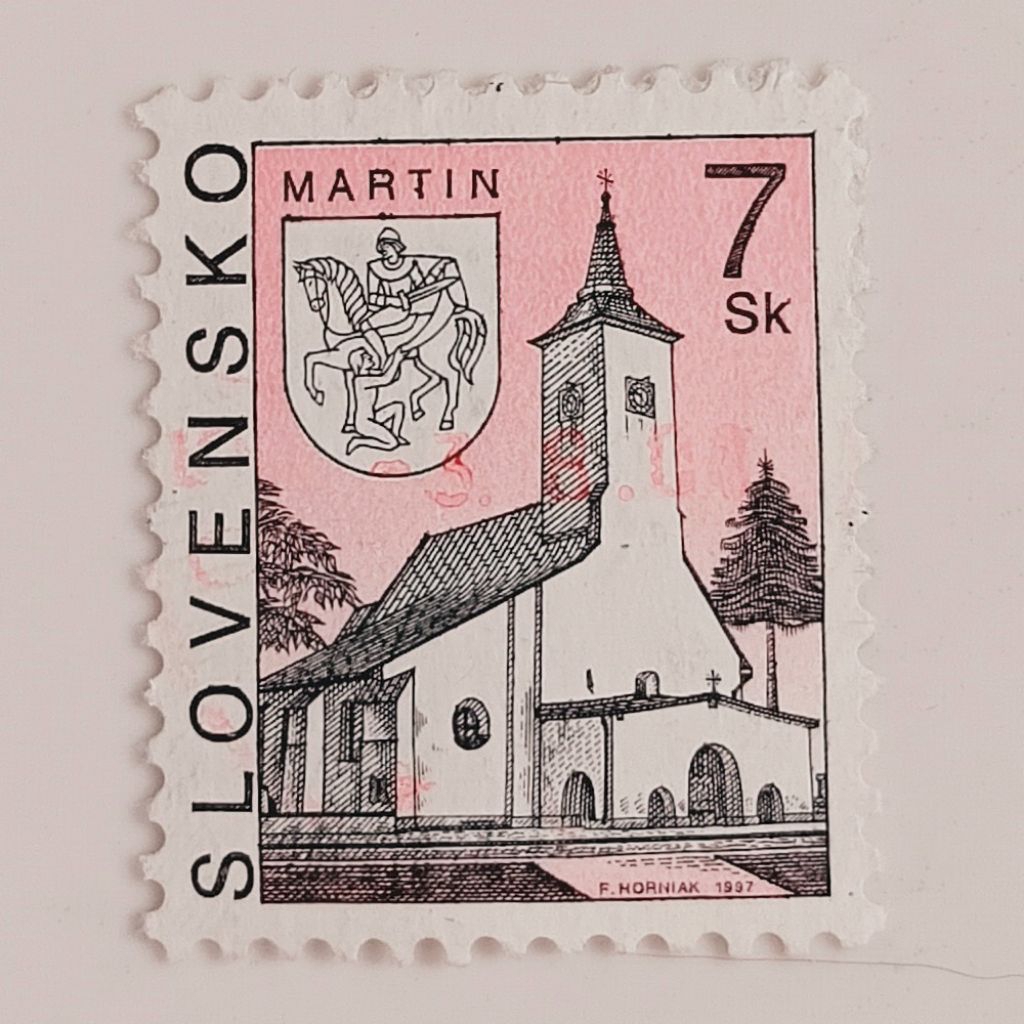 SLOVENSKO
MARTIN
7
Sk
F. HORNIAK 1997